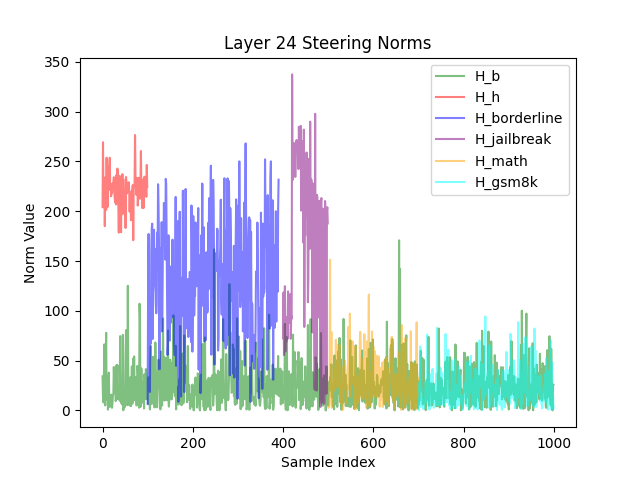 Layer 24 Steering Norms
350
300
250
200
150
100
50
0
Norm Value
H_b
H_h
H_borderline
H_jailbreak
H_math
H_gsm8k
0
200
400
600
800
1000
Sample Index